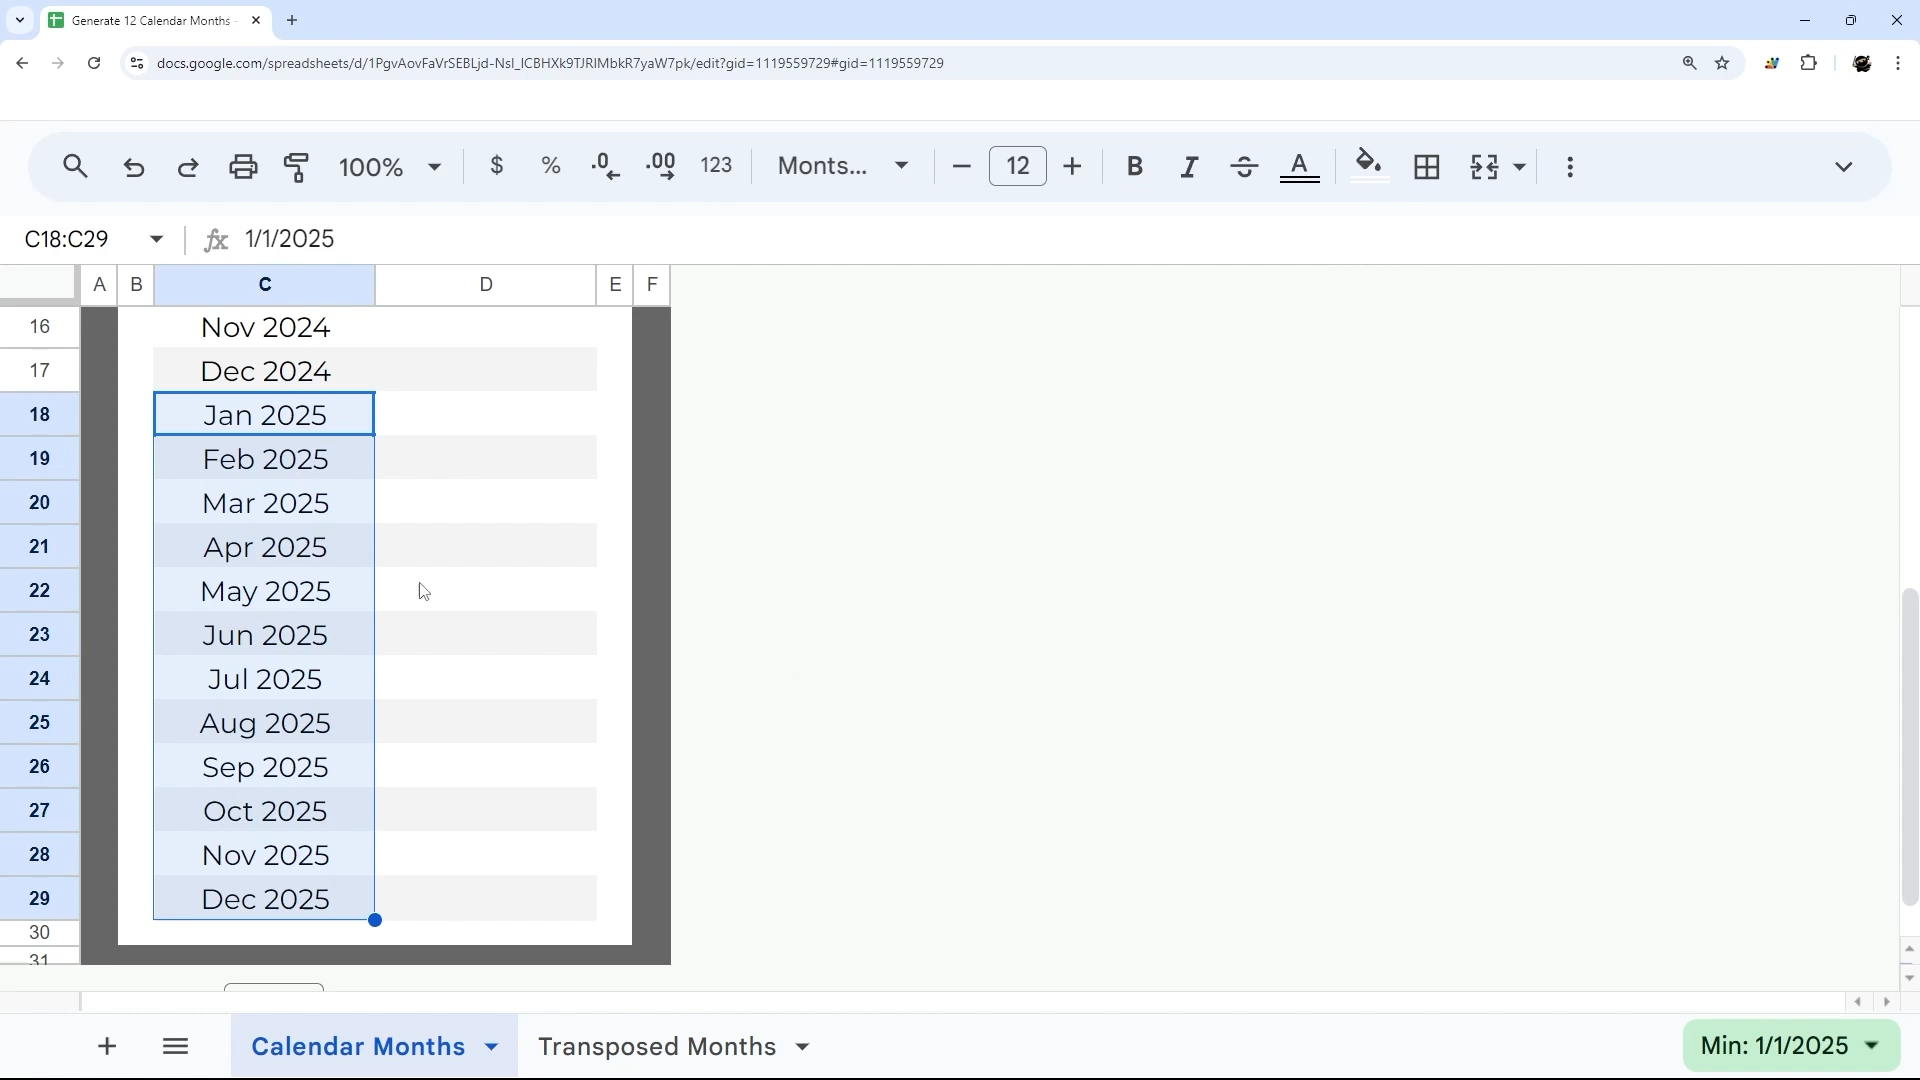 Generate 12 Calendar Months -
docs.google.com/spreadsheets/d/1PgvAovFaVrSEBLjd-Nsl_ICBHXk9TJRIMbkR7yaW7pk/edit?gid=1119559729#gid=1119559729
100% $ % .0 .00 123 Monts... 12 B I S A
C18:C29 fx 1/1/2025
A B C D E F
16 Nov 2024
17 Dec 2024
18 Jan 2025
19 Feb 2025
20 Mar 2025
21 Apr 2025
22 May 2025
23 Jun 2025
24 Jul 2025
25 Aug 2025
26 Sep 2025
27 Oct 2025
28 Nov 2025
29 Dec 2025
30
31
Calendar Months Transposed Months Min: 1/1/2025